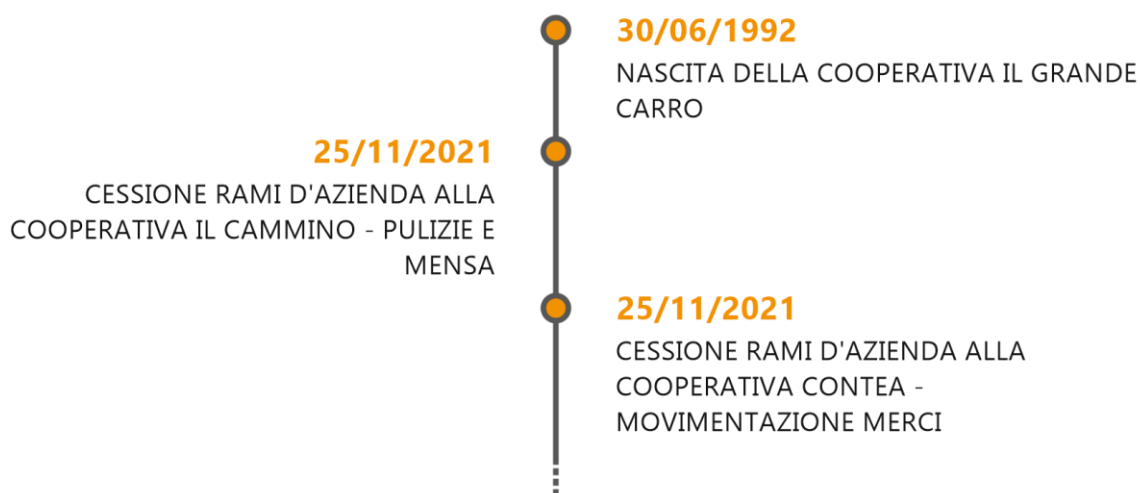 30/06/1992
NASCITA DELLA COOPERATIVA IL GRANDE
CARRO
25/11/2021
CESSIONE RAMI D'AZIENDA ALLA
COOPERATIVA IL CAMMINO - PULIZIE E
MENSA
25/11/2021
CESSIONE RAMI D'AZIENDA ALLA
COOPERATIVA CONTEA -
MOVIMENTAZIONE MERCI